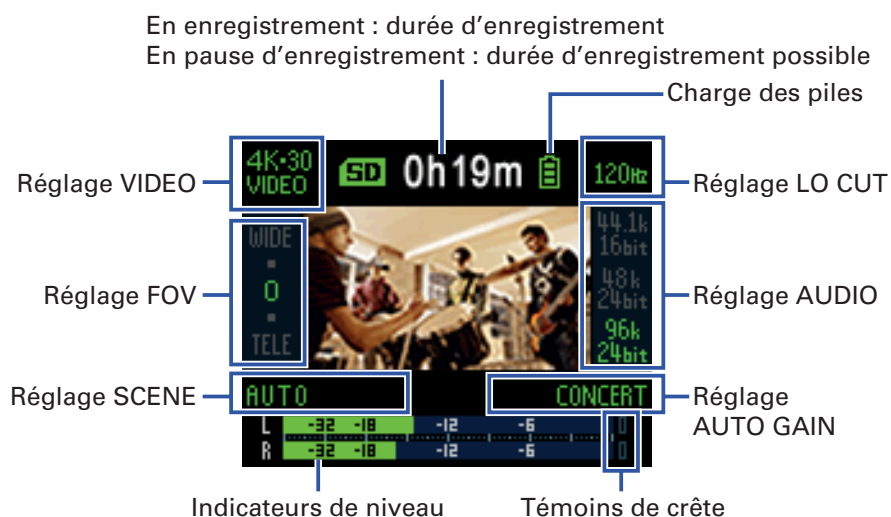 En enregistrement : durée d’enregistrement
En pause d’enregistrement : durée d’enregistrement possible
Charge des piles
4K•30
VIDEO
SD 0h19m
120Hz
Réglage VIDEO
Réglage LO CUT
WIDE
0
TELE
44.1k
16bit
48k
24bit
96k
24bit
Réglage FOV
Réglage AUDIO
Réglage SCENE
AUTO
CONCERT
Réglage
AUTO GAIN
L -32 -18 -12 -6 0
R -32 -18 -12 -6 0
Indicateurs de niveau
Témoins de crête